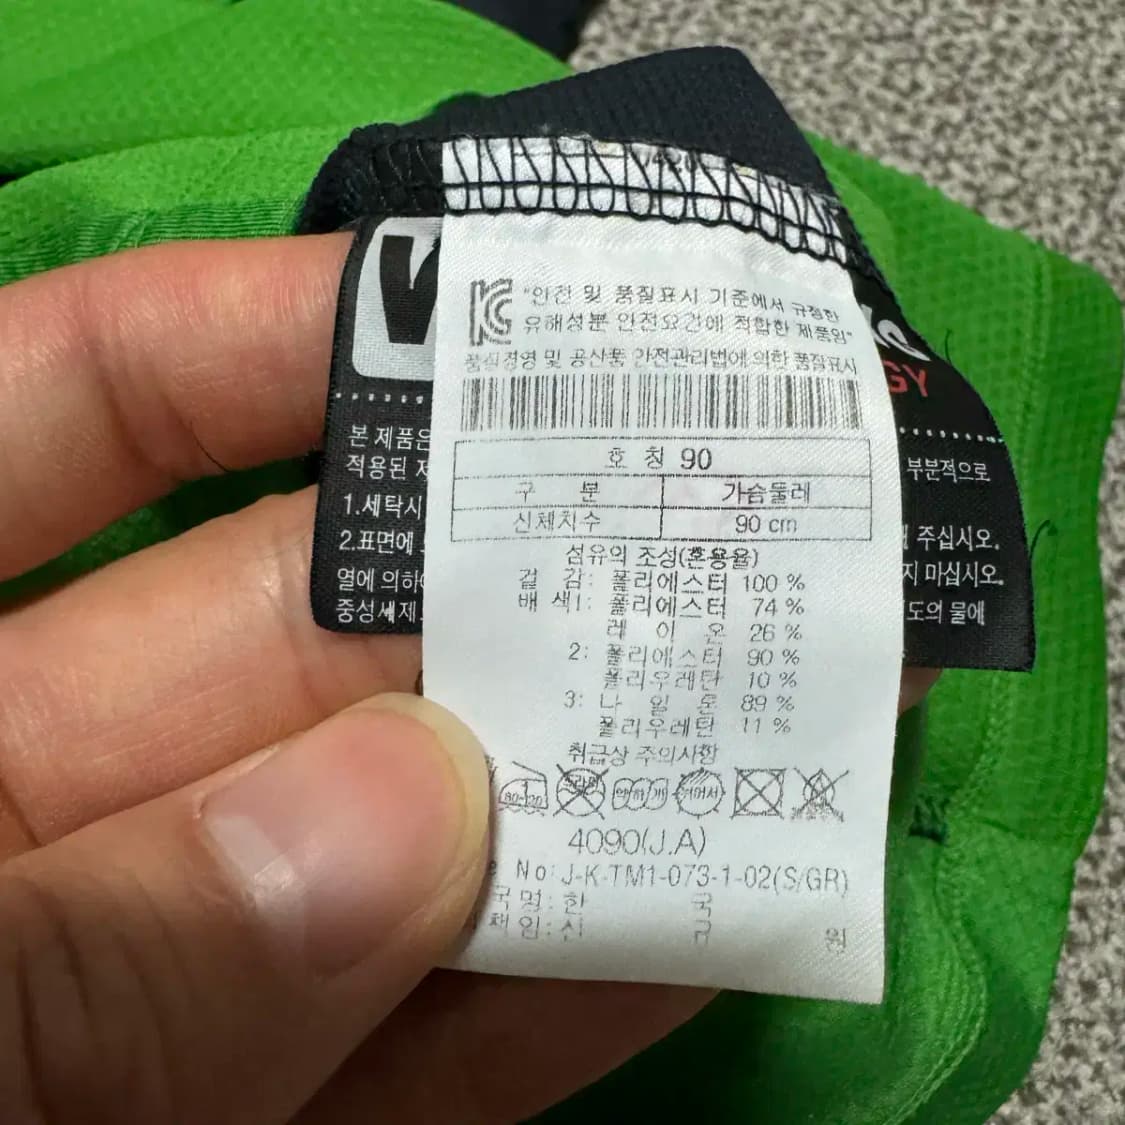 "안전 및 품질표시 기준에서 규정한
유해성분 안전요건에 적합한 제품임"
품질경영 및 공산품 안전관리법에 의한 품질표시
호 칭 90
구 분 가슴둘레
신체치수 90 cm
섬유의 조성(혼용율)
겉 감: 폴리에스터 100 %
배 색1: 폴리에스터 74 %
레 이 온 26 %
2: 폴리에스터 90 %
폴리우레탄 10 %
3: 나 일 론 89 %
폴리우레탄 11 %
취급상 주의사항
80-120
4090(J.A)
No: J-K-TM1-073-1-02(S/GR)
국명: 한 국
책임: 신 금 원
GY
본 제품은
적용된
1.세탁시
2.표면에
열에 의하
중성세제
부분적으로
주십시오.
지 마십시오.
도의 물에